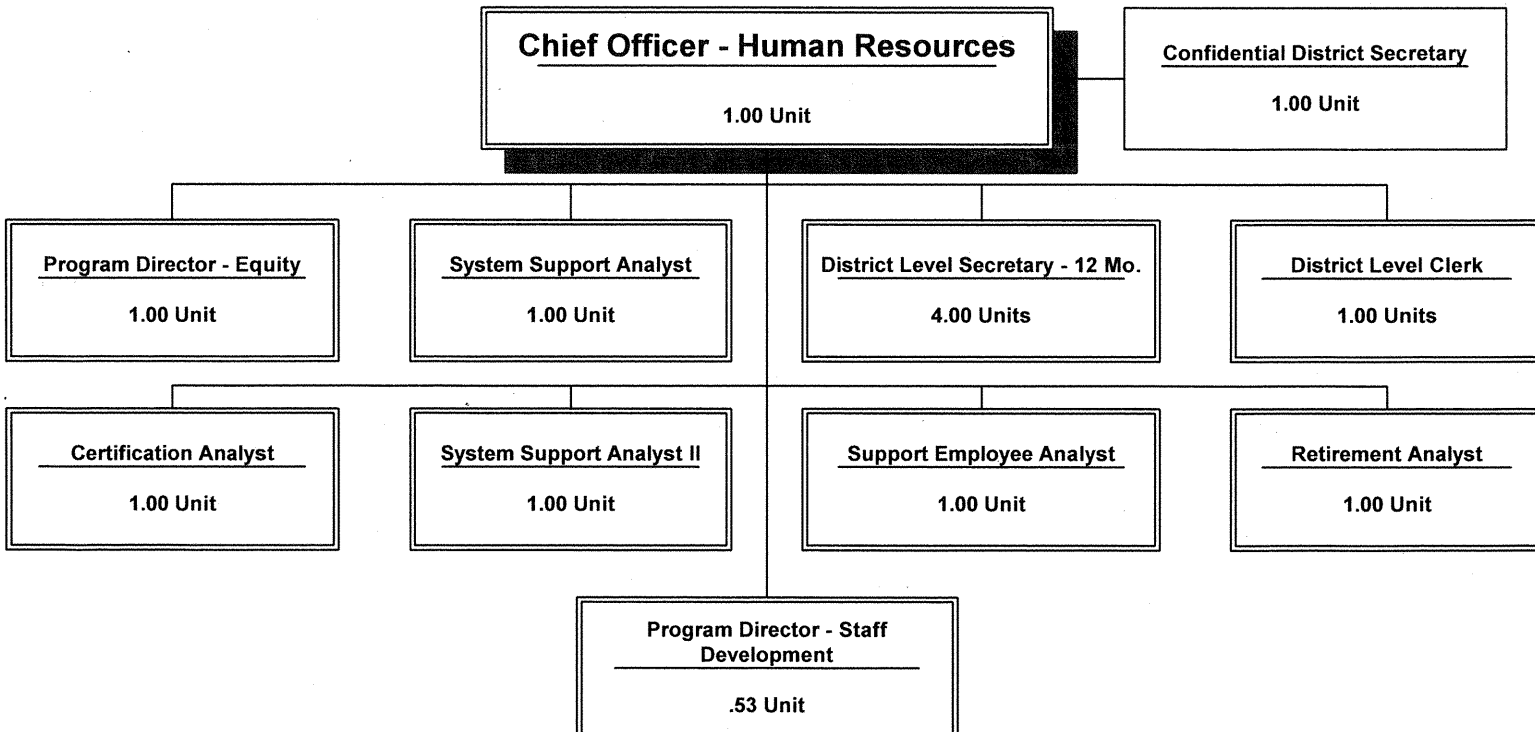 Chief Officer - Human Resources
1.00 Unit
Confidential District Secretary
1.00 Unit
Program Director - Equity
1.00 Unit
System Support Analyst
1.00 Unit
District Level Secretary - 12 Mo.
4.00 Units
District Level Clerk
1.00 Units
Certification Analyst
1.00 Unit
System Support Analyst II
1.00 Unit
Support Employee Analyst
1.00 Unit
Retirement Analyst
1.00 Unit
Program Director - Staff
Development
.53 Unit